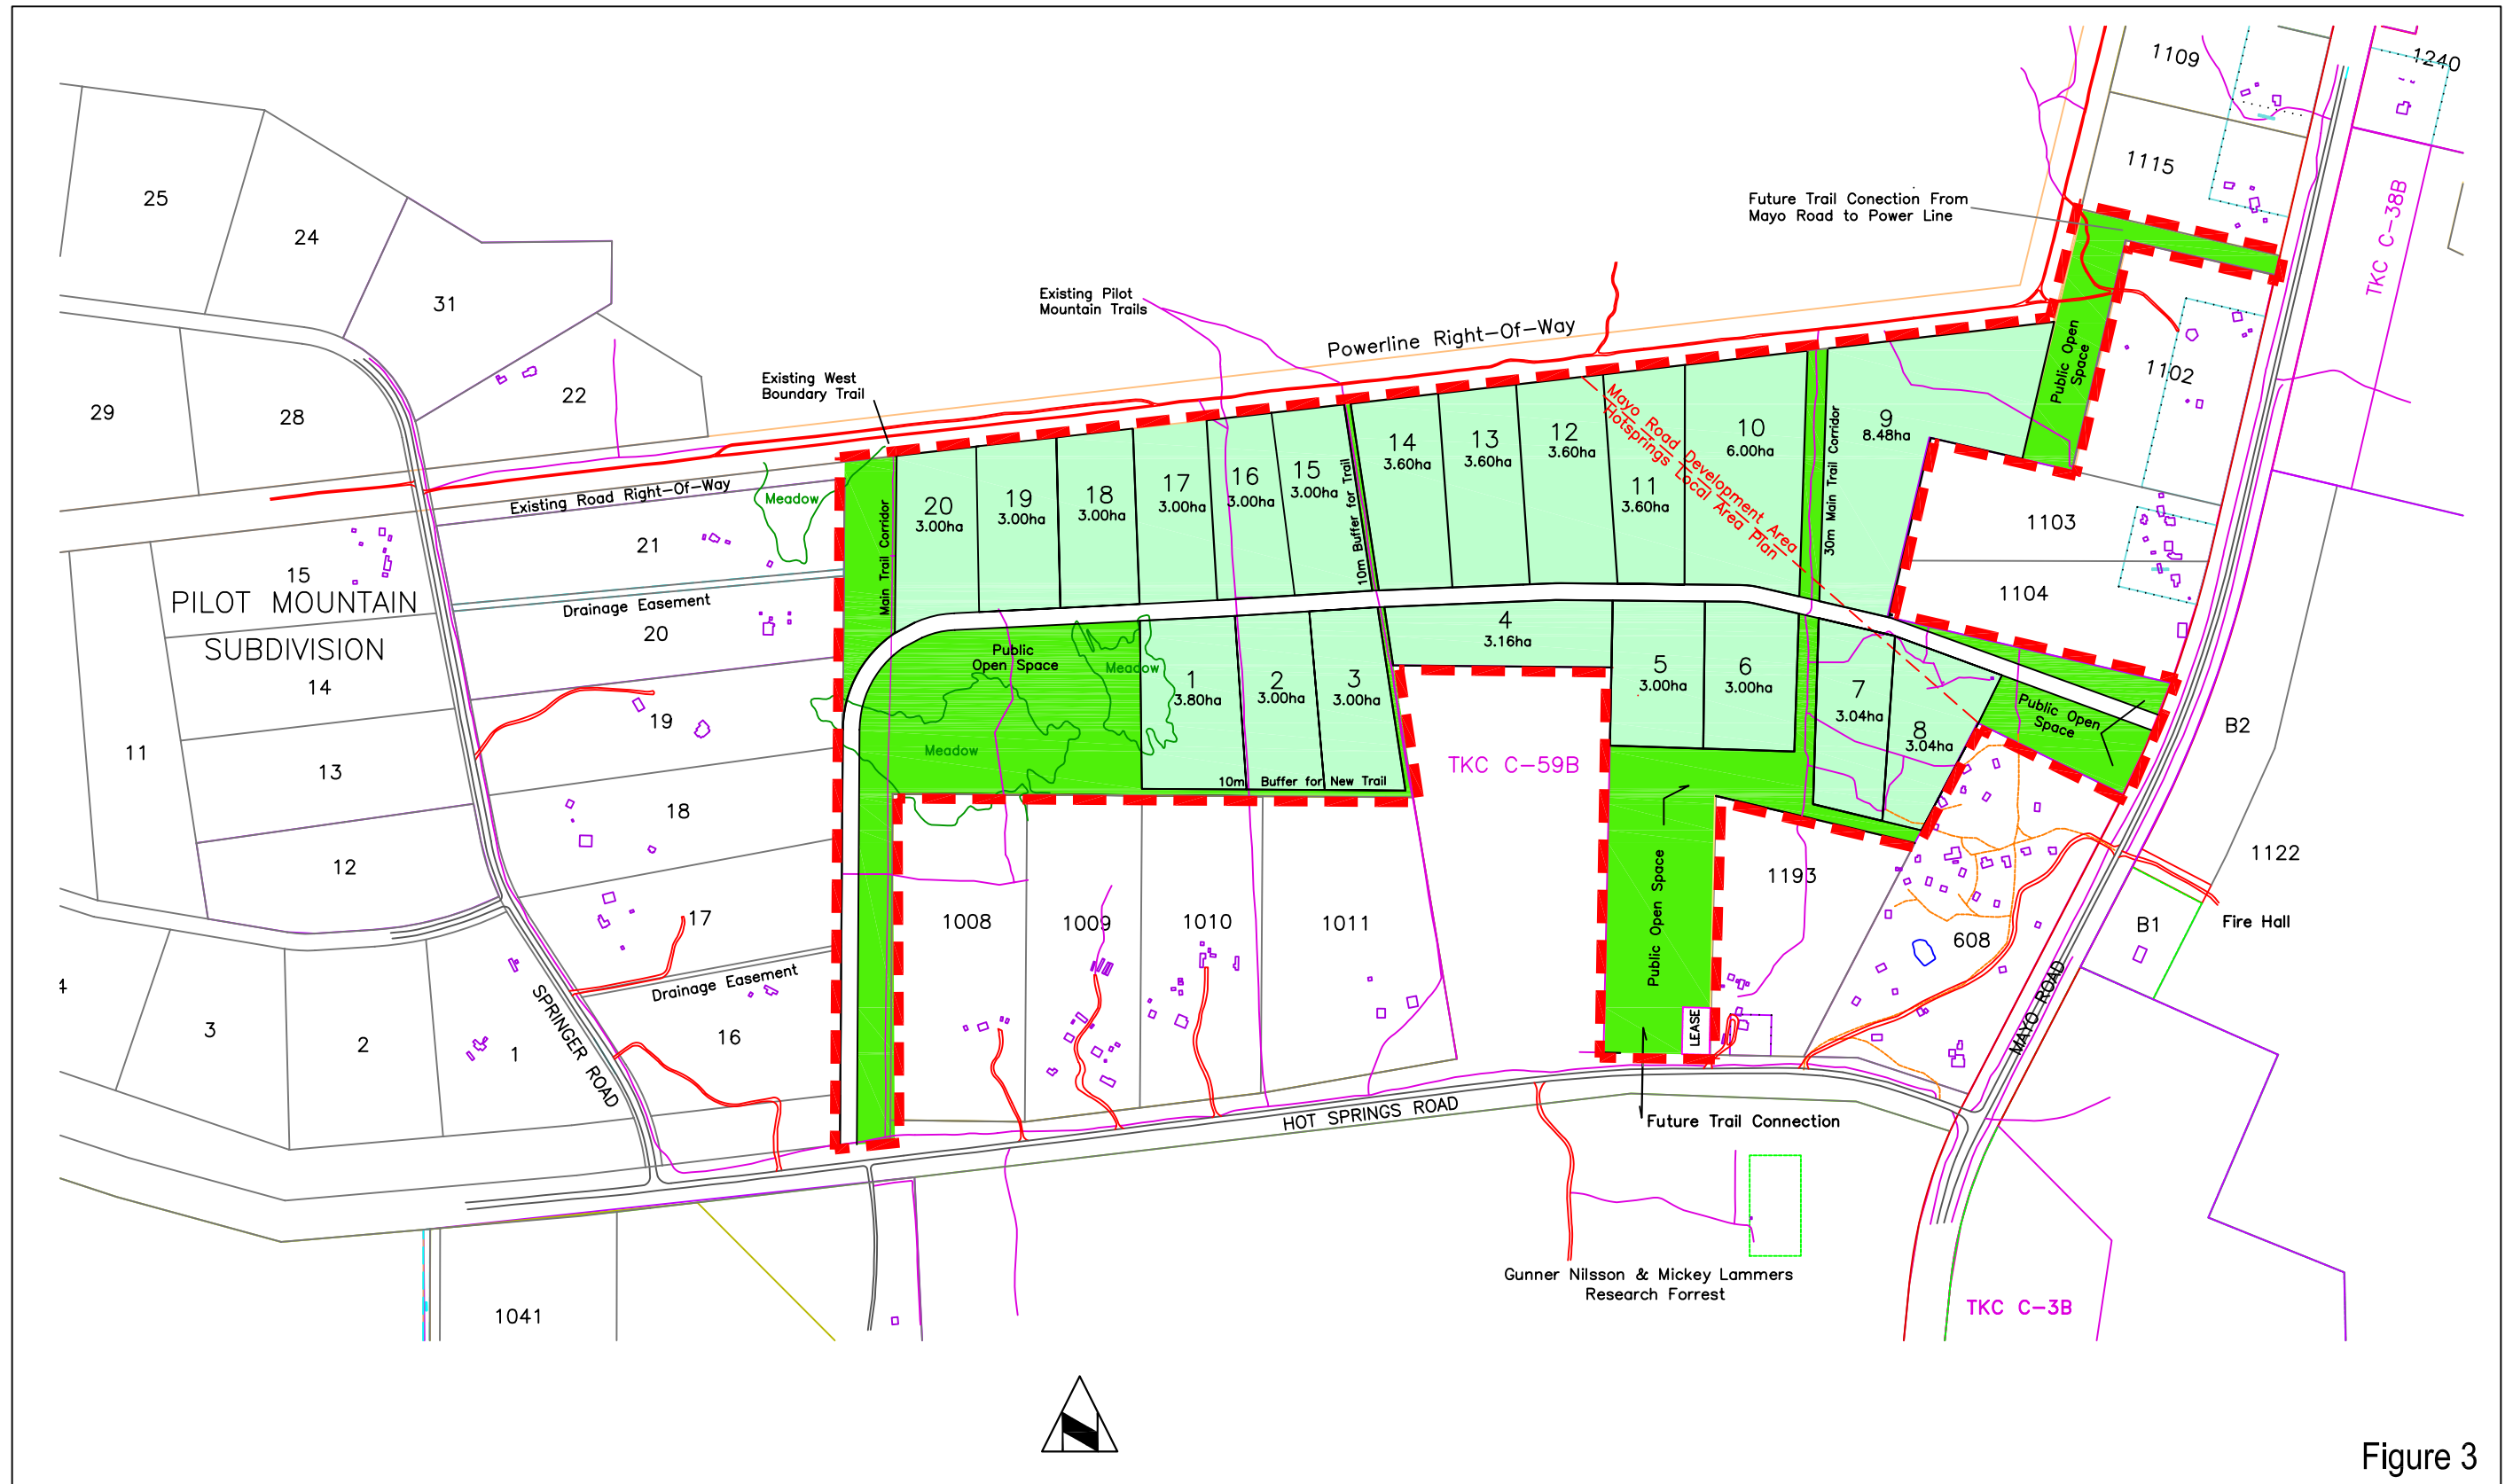 1109
1240
1115
TKC C-38B
25
24
31
Future Trail Conection From
Mayo Road to Power Line
Existing Pilot
Mountain Trails
Powerline Right-Of-Way
Public Open
Space
1102
Existing West
Boundary Trail
29
28
22
Mayo Road Development Area
Hotsprings Local Area Plan
14
3.60ha
13
3.60ha
12
3.60ha
11
3.60ha
10
6.00ha
9
8.48ha
30m Main Trail Corridor
20
3.00ha
19
3.00ha
18
3.00ha
17
3.00ha
16
3.00ha
15
3.00ha
10m Buffer for Trail
Main Trail Corridor
Meadow
Existing Road Right-Of-Way
21
Drainage Easement
20
15
PILOT MOUNTAIN
SUBDIVISION
14
1103
1104
4
3.16ha
Public
Open Space
Meadow
Meadow
1
3.80ha
2
3.00ha
3
3.00ha
5
3.00ha
6
3.00ha
7
3.04ha
8
3.04ha
Public Open
Space
10m Buffer for New Trail
TKC C-59B
B2
19
11
13
18
12
17
Drainage Easement
16
1008
1009
1010
1011
Public Open Space
1193
608
1122
B1
Fire Hall
4
3
2
1
SPRINGER ROAD
LEASE
MAYO ROAD
HOT SPRINGS ROAD
Future Trail Connection
Gunner Nilsson & Mickey Lammers
Research Forrest
1041
TKC C-3B
N
Figure 3